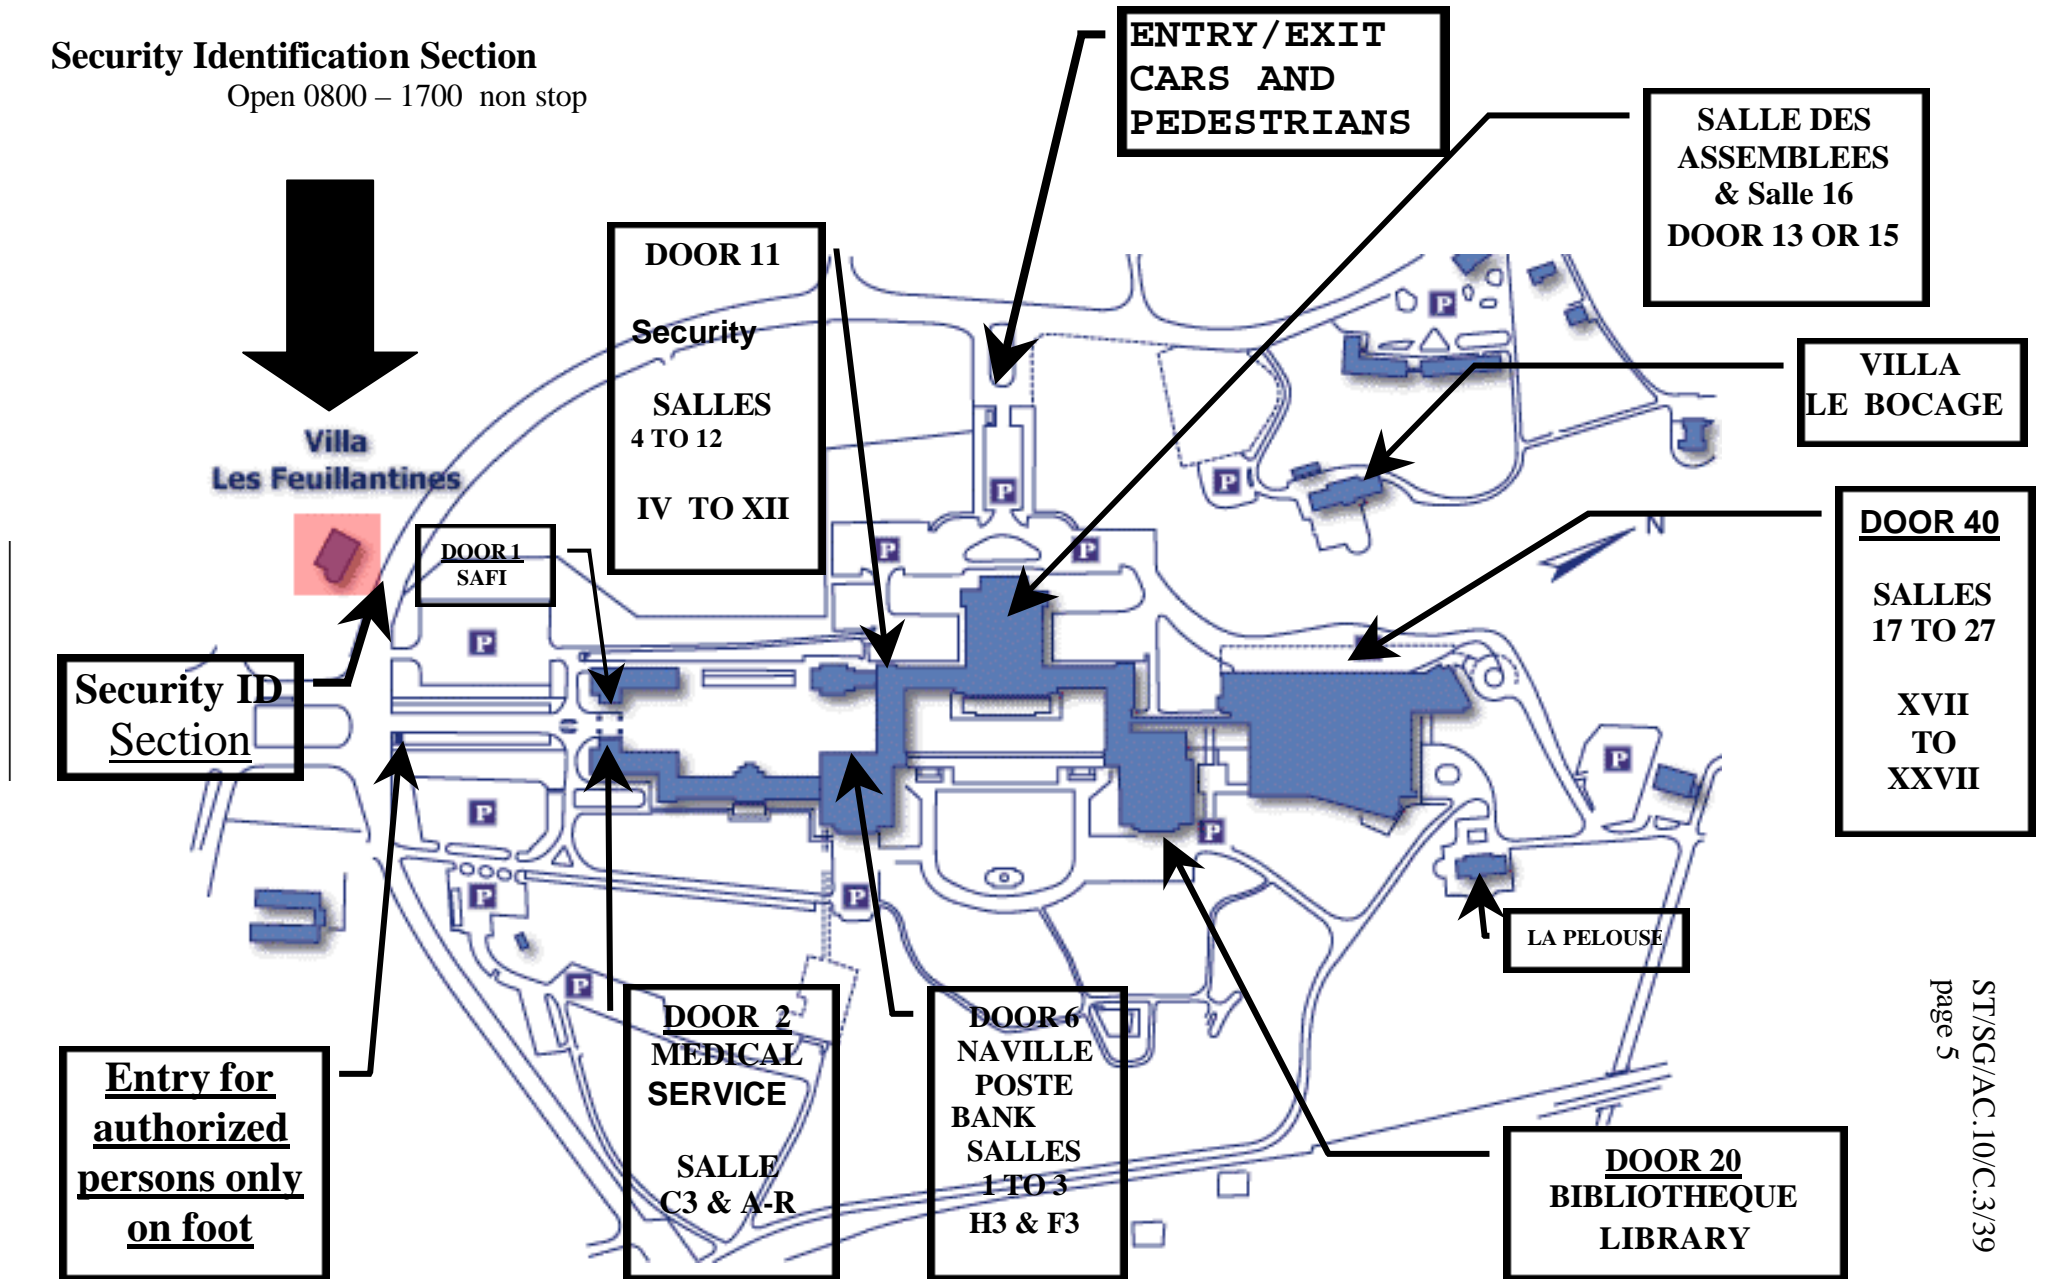 Security Identification Section
Open 0800 – 1700 non stop
ENTRY/EXIT
CARS AND
PEDESTRIANS
SALLE DES
ASSEMBLEES
& Salle 16
DOOR 13 OR 15
DOOR 11
Security
SALLES
4 TO 12
IV TO XII
VILLA
LE BOCAGE
Villa
Les Feuillantines
DOOR 1
SAFI
DOOR 40
SALLES
17 TO 27
XVII
TO
XXVII
N
P
P
P
P
P
P
P
P
P
P
P
P
Security ID
Section
LA PELOUSE
Entry for
authorized
persons only
on foot
DOOR 2
MEDICAL
SERVICE
SALLE
C3 & A-R
DOOR 6
NAVILLE
POSTE
BANK
SALLES
1 TO 3
H3 & F3
DOOR 20
BIBLIOTHEQUE
LIBRARY
ST/SG/AC.10/C.3/39
page 5